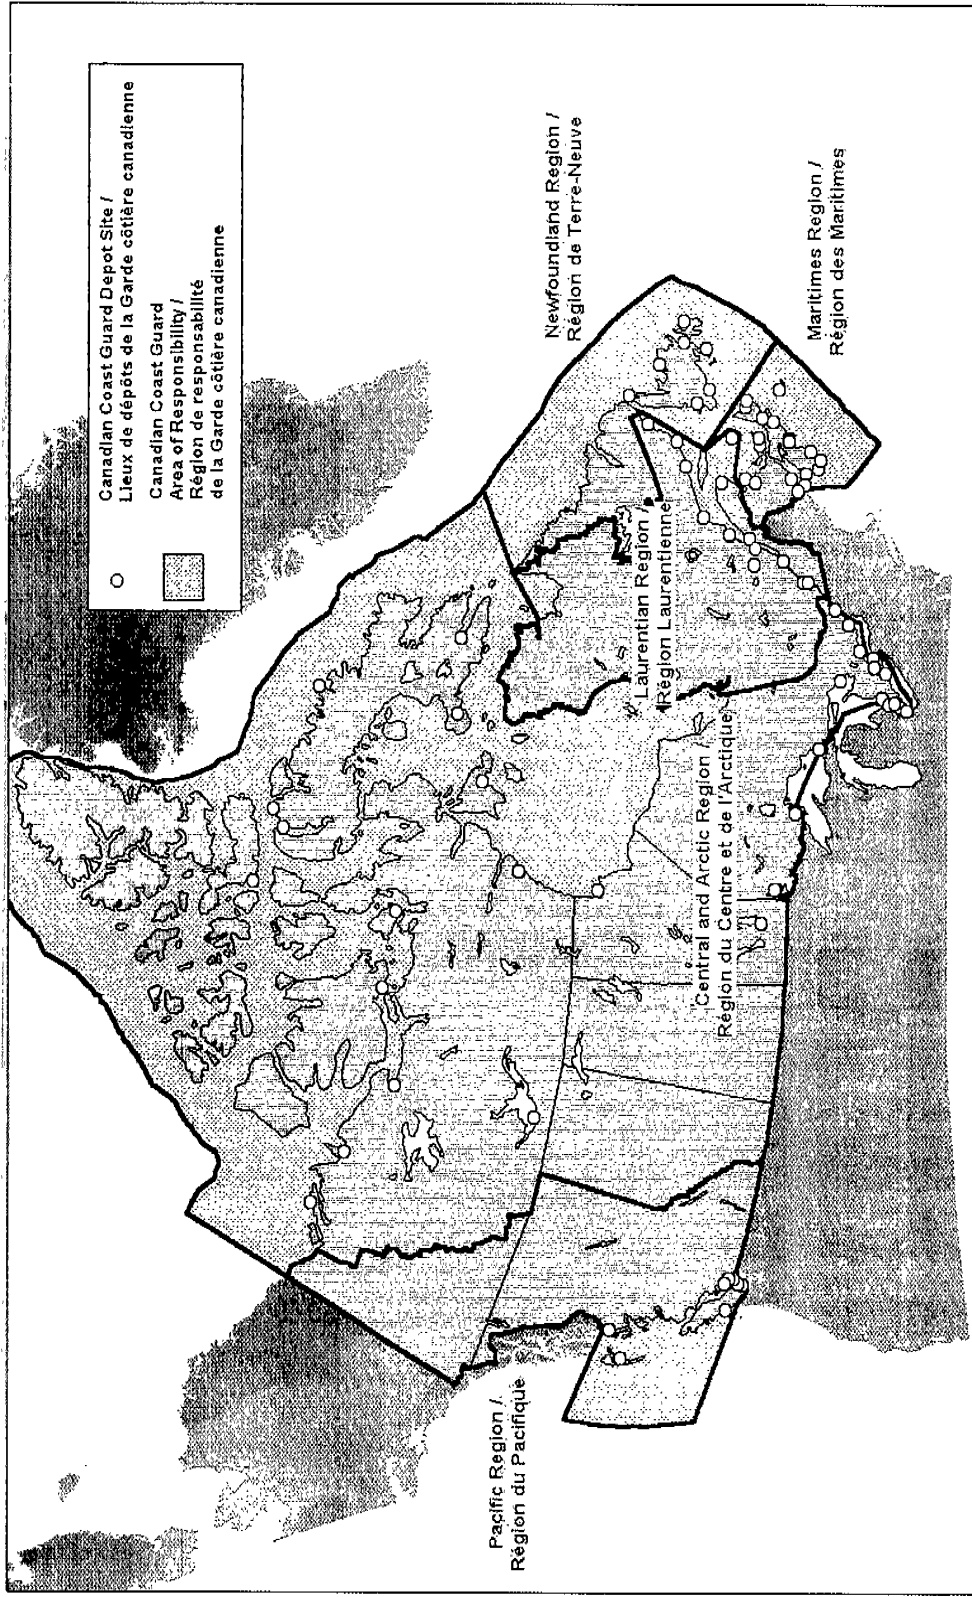 Canadian Coast Guard Depot Site /
Lieux de dépôts de la Garde côtière canadienne
Canadian Coast Guard
Area of Responsibility /
Région de responsabilité
de la Garde côtière canadienne
Newfoundland Region /
Région de Terre-Neuve
Maritimes Region /
Région des Maritimes
Laurentian Region /
Région Laurentienne
Central and Arctic Region /
Région du Centre et de l'Arctique
Pacific Region /
Région du Pacifique